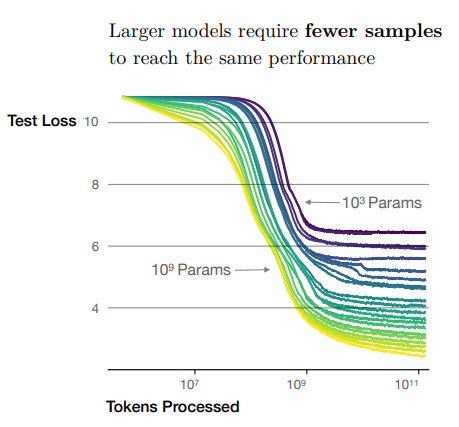 Larger models require fewer samples
to reach the same performance
Test Loss
10
8
6
4
10³ Params
10⁹ Params
10⁷
10⁹
10¹¹
Tokens Processed